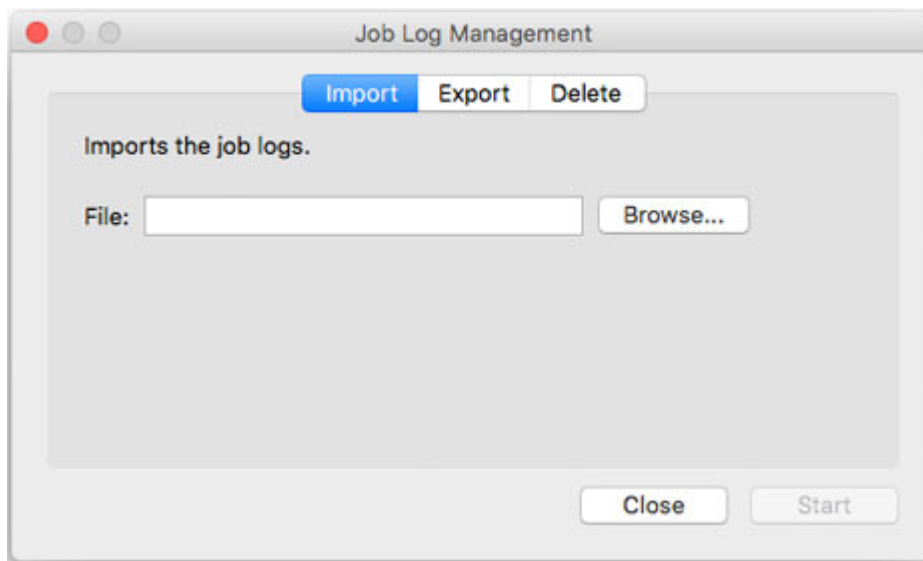 Job Log Management
Import Export Delete
Imports the job logs.
File: Browse...
Close Start